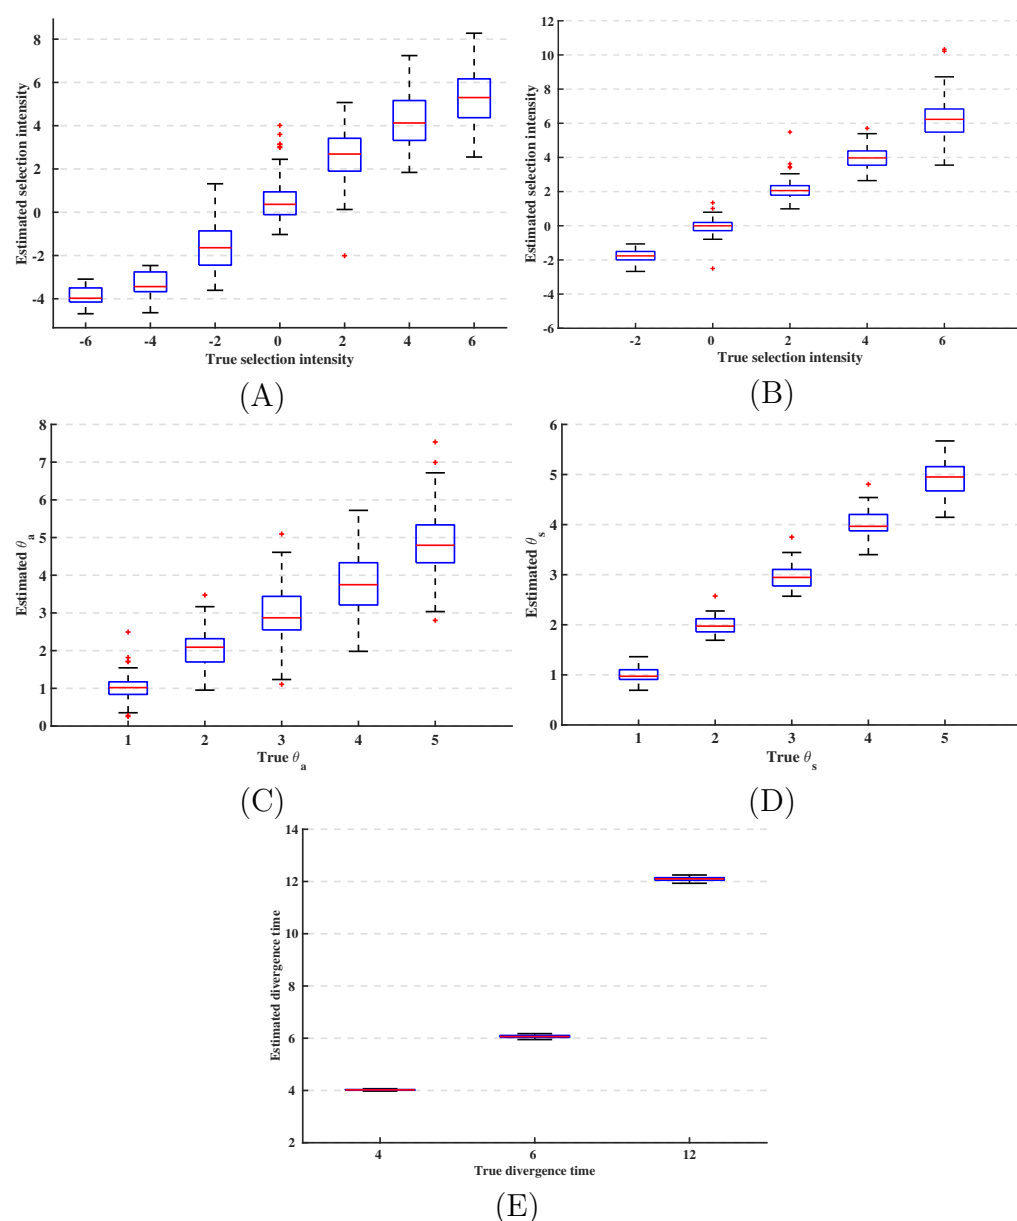 8
6
4
2
0
-2
-4
Estimated selection intensity
-6 -4 -2 0 2 4 6
True selection intensity
(A)
12
10
8
6
4
2
0
-2
-4
-6
Estimated selection intensity
-2 0 2 4 6
True selection intensity
(B)
8
7
6
5
4
3
2
1
0
Estimated θa
1 2 3 4 5
True θa
(C)
6
5
4
3
2
1
0
Estimated θs
1 2 3 4 5
True θs
(D)
14
12
10
8
6
4
2
Estimated divergence time
4 6 12
True divergence time
(E)